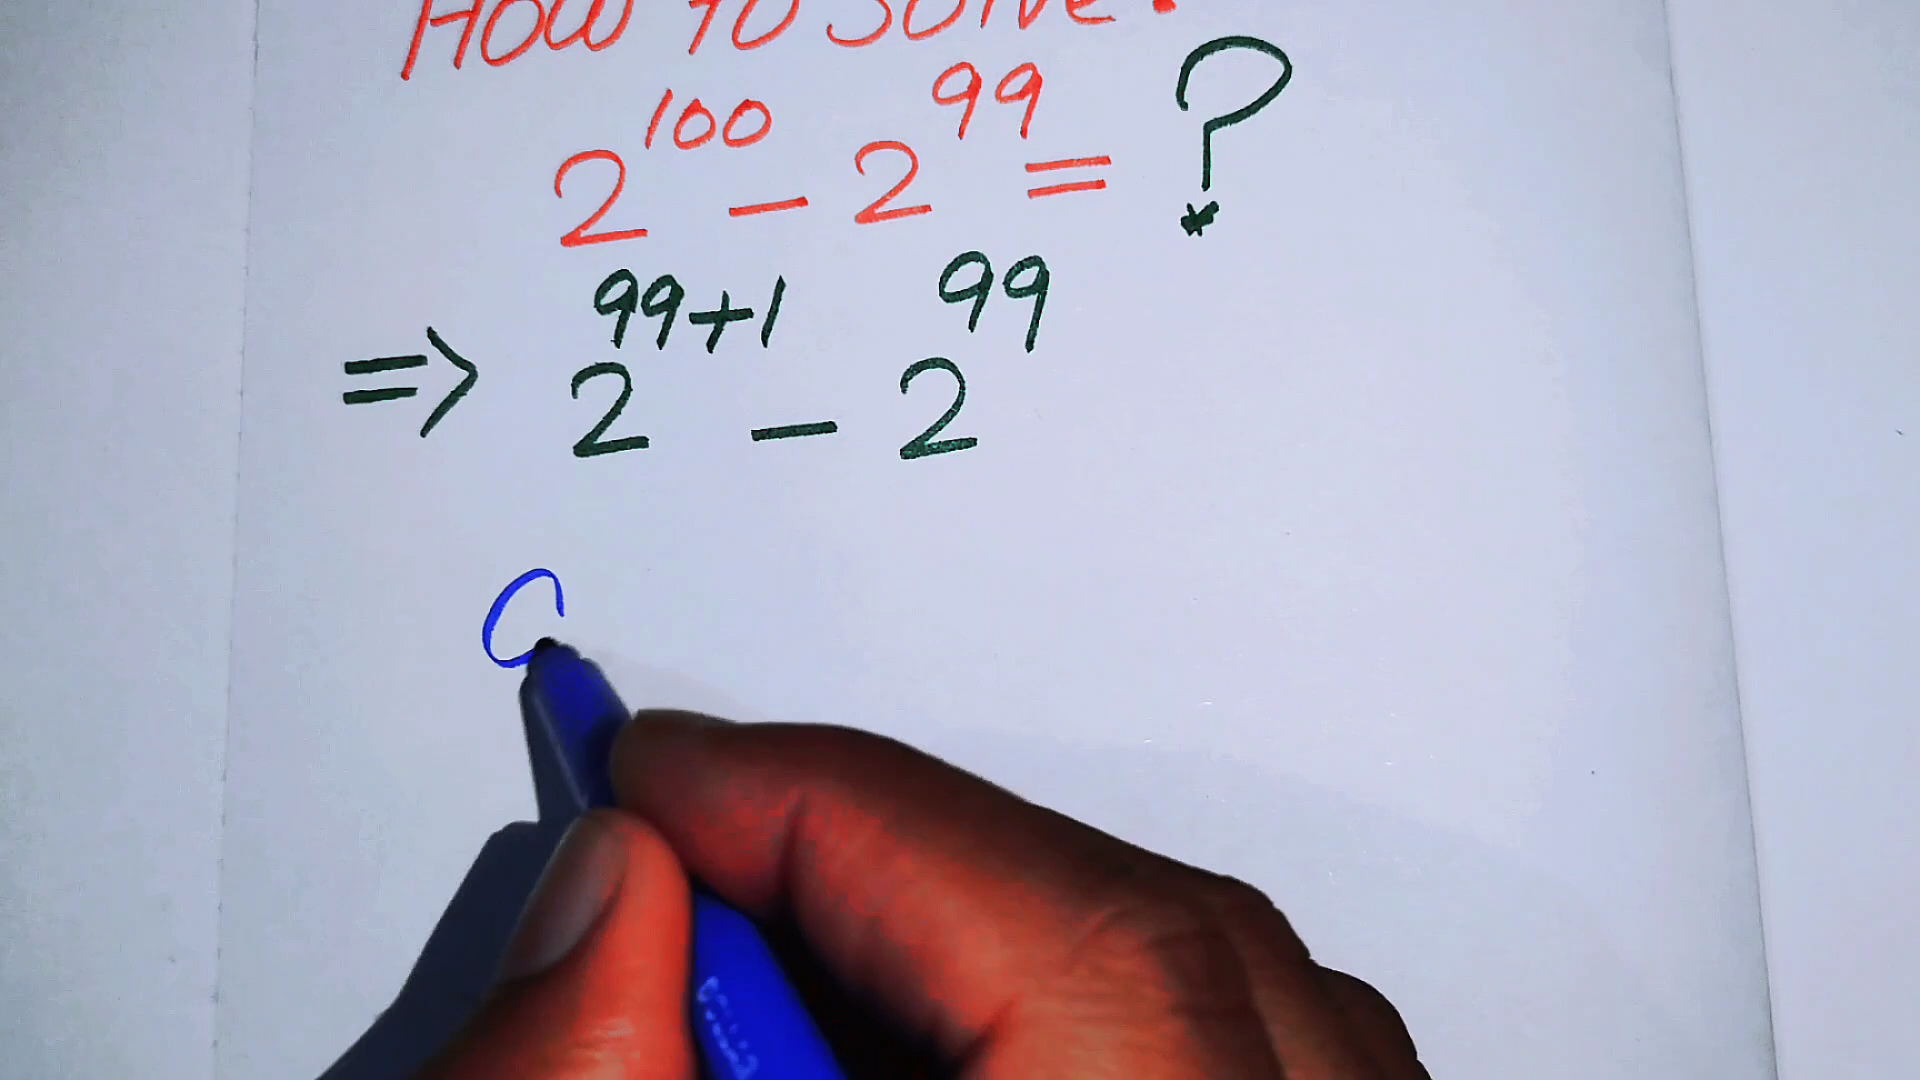 How to Solve?
2^100 - 2^99 = ?
=> 2^99+1 - 2^99